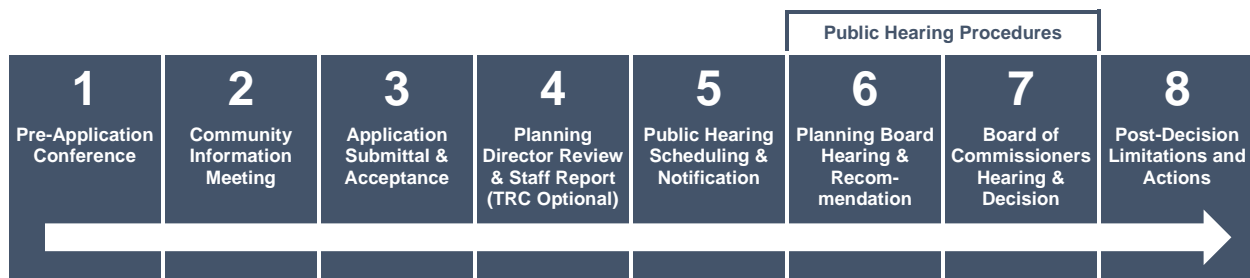 Public Hearing Procedures
1
Pre-Application
Conference
2
Community
Information
Meeting
3
Application
Submittal &
Acceptance
4
Planning
Director Review
& Staff Report
(TRC Optional)
5
Public Hearing
Scheduling &
Notification
6
Planning Board
Hearing &
Recom-
mendation
7
Board of
Commissioners
Hearing &
Decision
8
Post-Decision
Limitations and
Actions